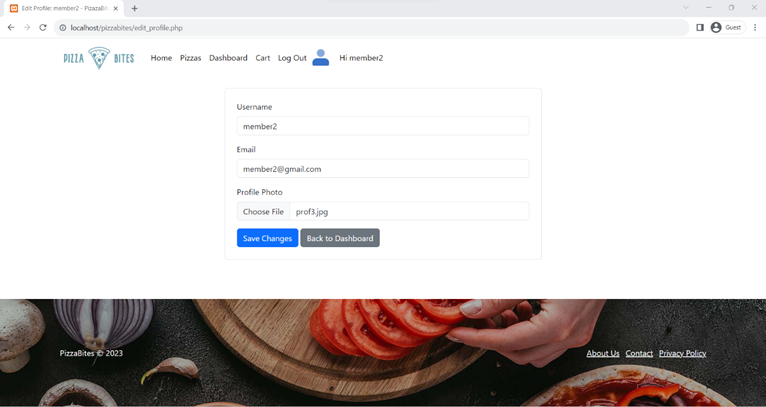 Edit Profile: member2 - PizazaBit
localhost/pizzabites/edit_profile.php
Guest
PIZZA BITES
Home Pizzas Dashboard Cart Log Out Hi member2
Username
member2
Email
member2@gmail.com
Profile Photo
Choose File prof3.jpg
Save Changes Back to Dashboard
PizzaBites © 2023
About Us Contact Privacy Policy